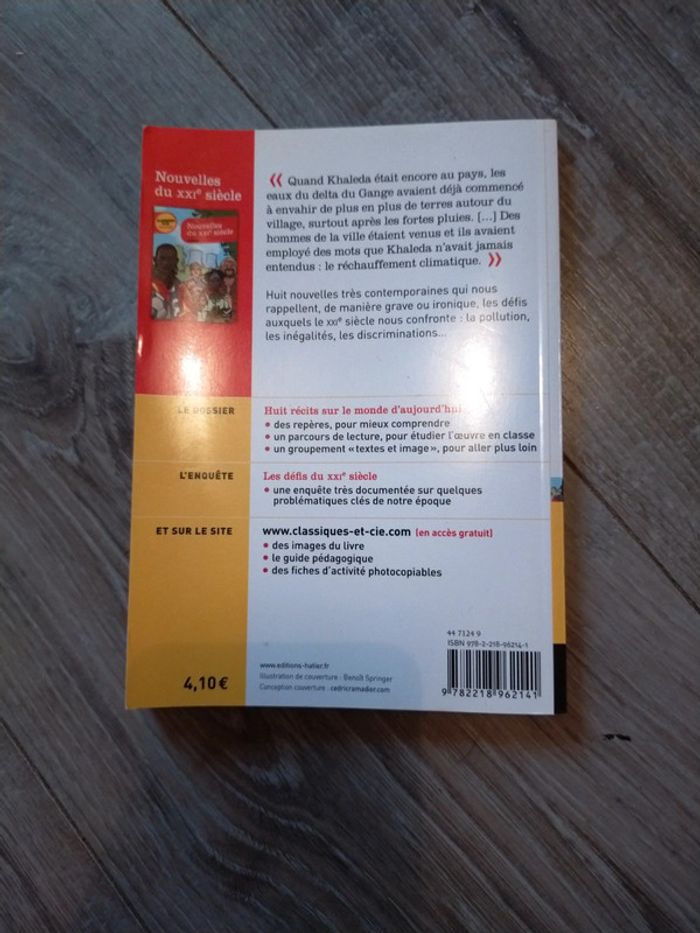 Nouvelles
du XXIe siècle
Nouvelles
du XXIe siècle
« Quand Khaleda était encore au pays, les
eaux du delta du Gange avaient déjà commencé
à envahir de plus en plus de terres autour du
village, surtout après les fortes pluies. […] Des
hommes de la ville étaient venus et ils avaient
employé des mots que Khaleda n'avait jamais
entendus : le réchauffement climatique. »
Huit nouvelles très contemporaines qui nous
rappellent, de manière grave ou ironique, les défis
auxquels le XXIe siècle nous confronte : la pollution,
les inégalités, les discriminations...
LE DOSSIER
Huit récits sur le monde d'aujourd'hui
• des repères, pour mieux comprendre
• un parcours de lecture, pour étudier l'œuvre en classe
• un groupement « textes et image », pour aller plus loin
L'ENQUÊTE
Les défis du XXIe siècle
• une enquête très documentée sur quelques
problématiques clés de notre époque
ET SUR LE SITE
www.classiques-et-cie.com (en accès gratuit)
• des images du livre
• le guide pédagogique
• des fiches d'activité photocopiables
44 7124 9
ISBN 978-2-218-96214-1
www.editions-hatier.fr
Illustration de couverture : Benoît Springer
Conception couverture : cedricramadier.com
4,10 €
9 782218 962141